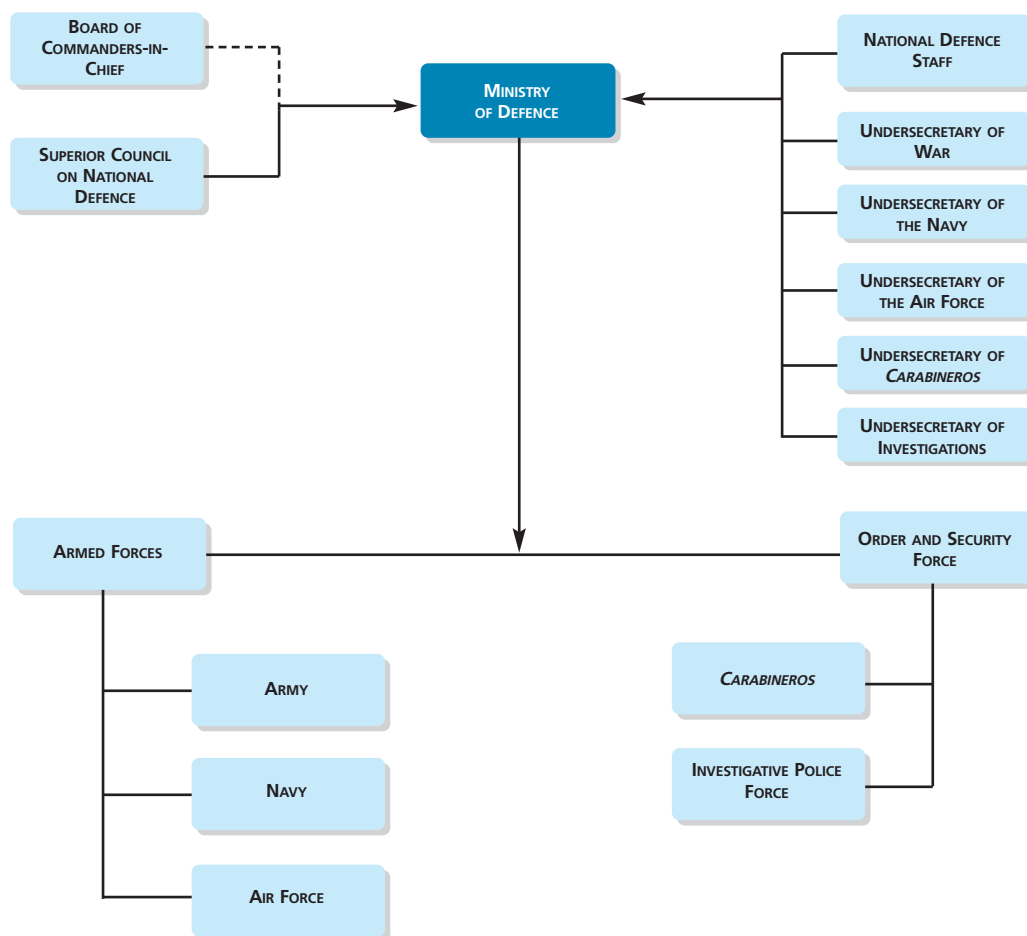 Board of
Commanders-in-
Chief
Superior Council
on National
Defence
Ministry
of Defence
National Defence
Staff
Undersecretary of
War
Undersecretary of
the Navy
Undersecretary of
the Air Force
Undersecretary of
Carabineros
Undersecretary of
Investigations
Armed Forces
Order and Security
Force
Army
Navy
Air Force
Carabineros
Investigative Police
Force